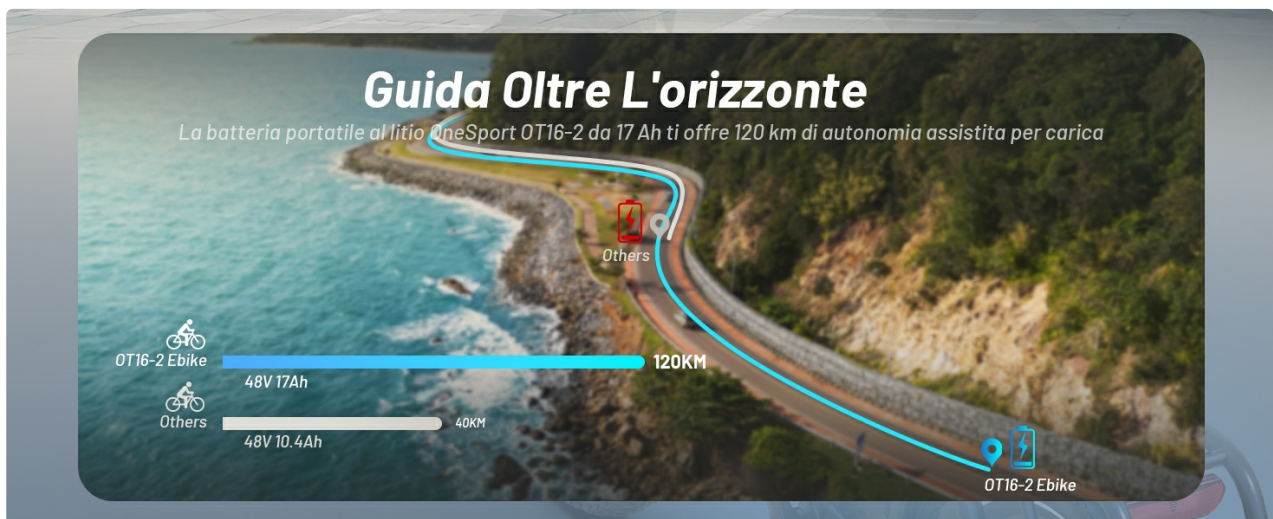 Guida Oltre L'orizzonte
La batteria portatile al litio OneSport OT16-2 da 17 Ah ti offre 120 km di autonomia assistita per carica
Others
OT16-2 Ebike
120KM
48V 17Ah
Others
40KM
48V 10.4Ah
OT16-2 Ebike